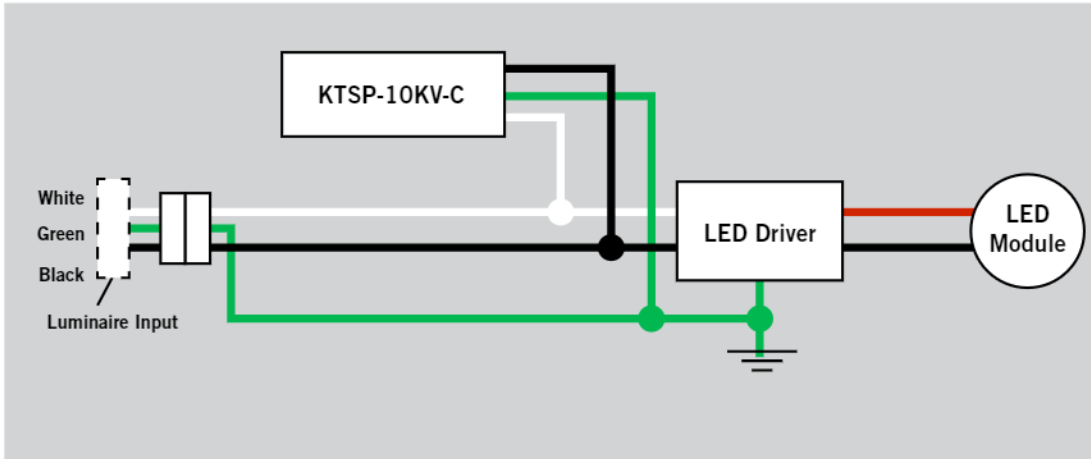 KTSP-10KV-C
White
Green
Black
Luminaire Input
LED Driver
LED
Module